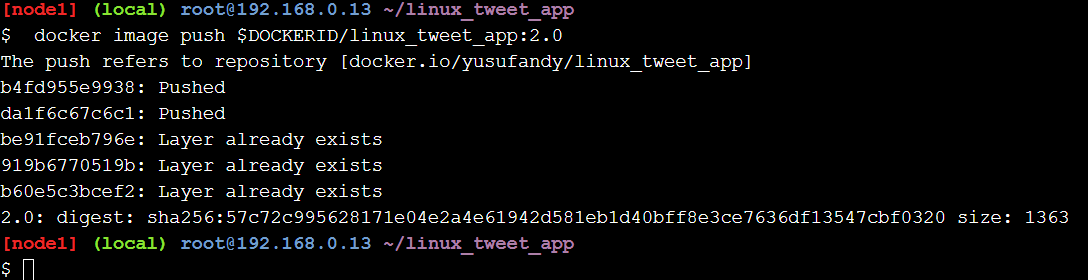 [node1] (local) root@192.168.0.13 ~/linux_tweet_app
$  docker image push $DOCKERID/linux_tweet_app:2.0
The push refers to repository [docker.io/yusufandy/linux_tweet_app]
b4fd955e9938: Pushed
da1f6c67c6c1: Pushed
be91fceb796e: Layer already exists
919b6770519b: Layer already exists
b60e5c3bcef2: Layer already exists
2.0: digest: sha256:57c72c995628171e04e2a4e61942d581eb1d40bff8e3ce7636df13547cbf0320 size: 1363
[node1] (local) root@192.168.0.13 ~/linux_tweet_app
$